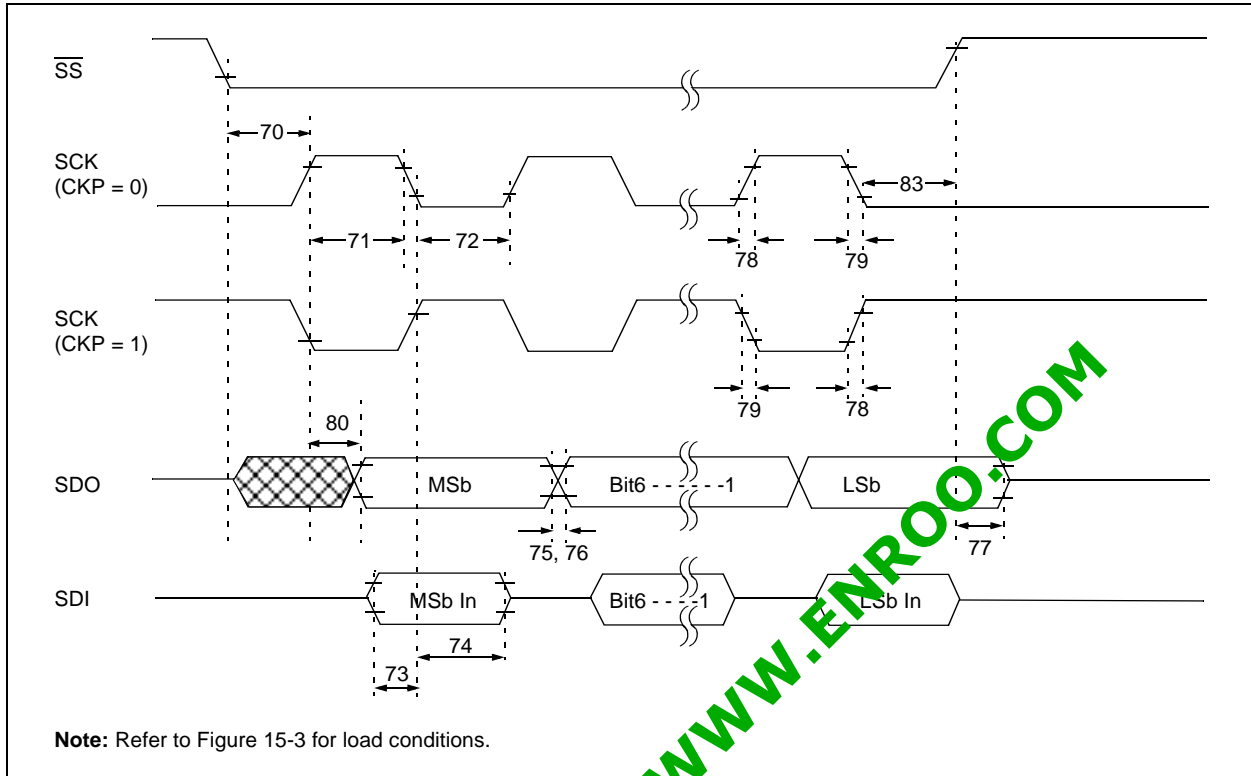 SS
70
SCK
(CKP = 0)
83
71
72
78
79
SCK
(CKP = 1)
79
78
80
SDO
MSb
Bit6 - - - - - -1
LSb
75, 76
77
SDI
MSb In
Bit6 - - - -1
LSb In
74
73
Note: Refer to Figure 15-3 for load conditions.
WWW.ENROO.COM